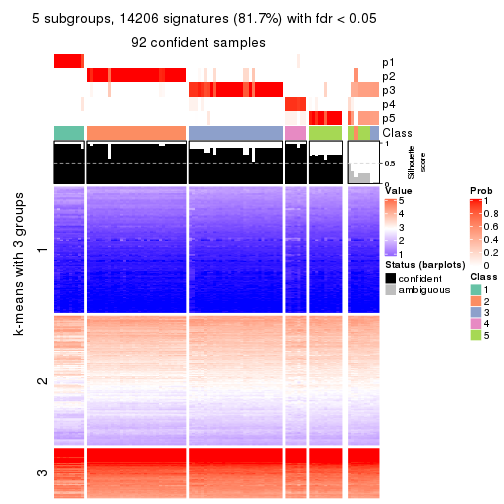 5 subgroups, 14206 signatures (81.7%) with fdr < 0.05
92 confident samples
p1
p2
p3
p4
p5
Class
1
0.5
0
Silhouette
score
k-means with 3 groups
1
2
3
Value
5
4
3
2
1
Status (barplots)
confident
ambiguous
Prob
1
0.8
0.6
0.4
0.2
0
Class
1
2
3
4
5